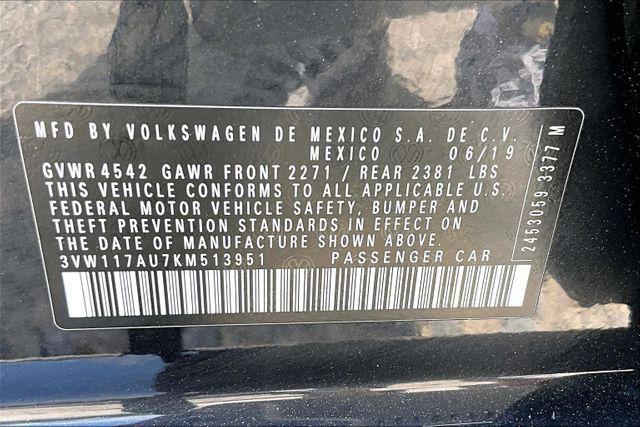 MFD BY VOLKSWAGEN DE MEXICO S.A. DE C.V.
MEXICO 06/19
GVWR 4542 GAWR FRONT 2271 / REAR 2381 LBS
THIS VEHICLE CONFORMS TO ALL APPLICABLE U.S.
FEDERAL MOTOR VEHICLE SAFETY, BUMPER AND
THEFT PREVENTION STANDARDS IN EFFECT ON
THE DATE OF MANUFACTURE SHOWN ABOVE.
3VW117AU7KM513951 PASSENGER CAR
2453059 3377 M